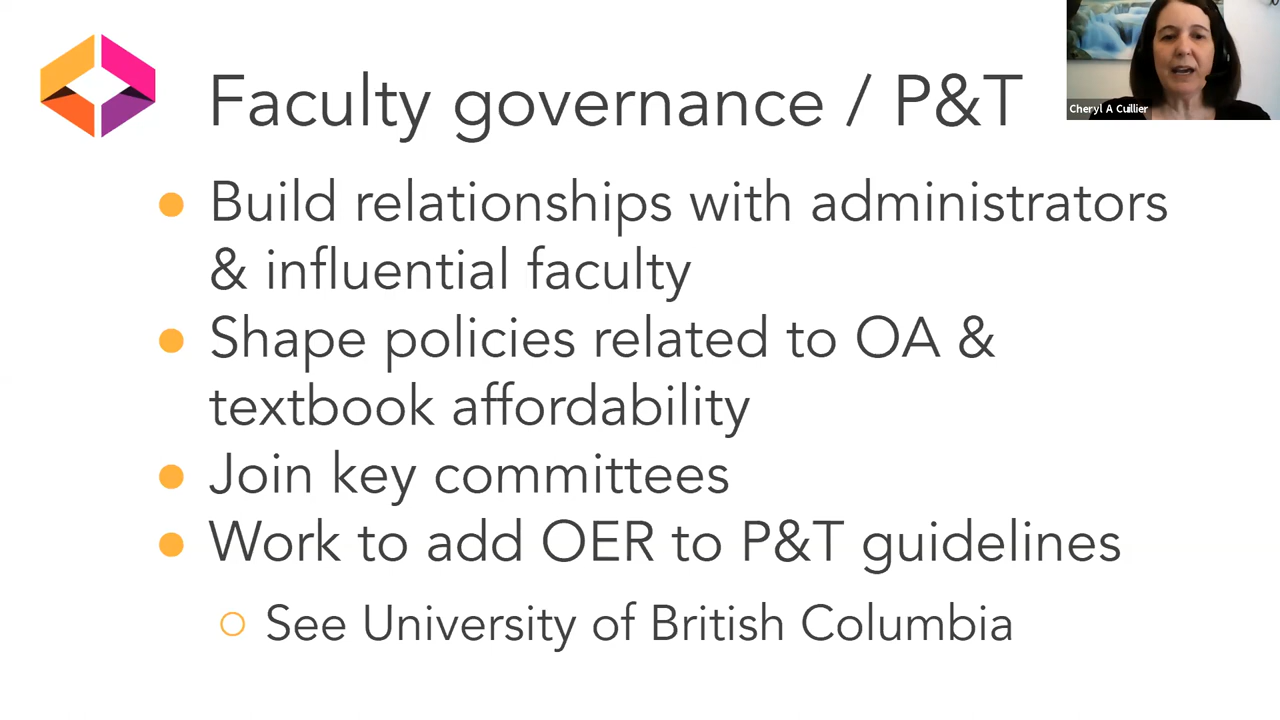 Faculty governance / P&T
Cheryl A Cuillier
● Build relationships with administrators
& influential faculty
● Shape policies related to OA &
textbook affordability
● Join key committees
● Work to add OER to P&T guidelines
○ See University of British Columbia